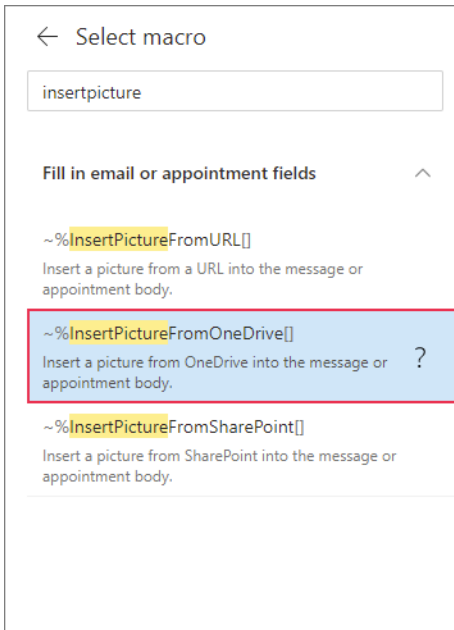 ← Select macro
insertpicture
Fill in email or appointment fields
~%InsertPictureFromURL[]
Insert a picture from a URL into the message or
appointment body.
~%InsertPictureFromOneDrive[]
Insert a picture from OneDrive into the message or
appointment body.
?
~%InsertPictureFromSharePoint[]
Insert a picture from SharePoint into the message or
appointment body.